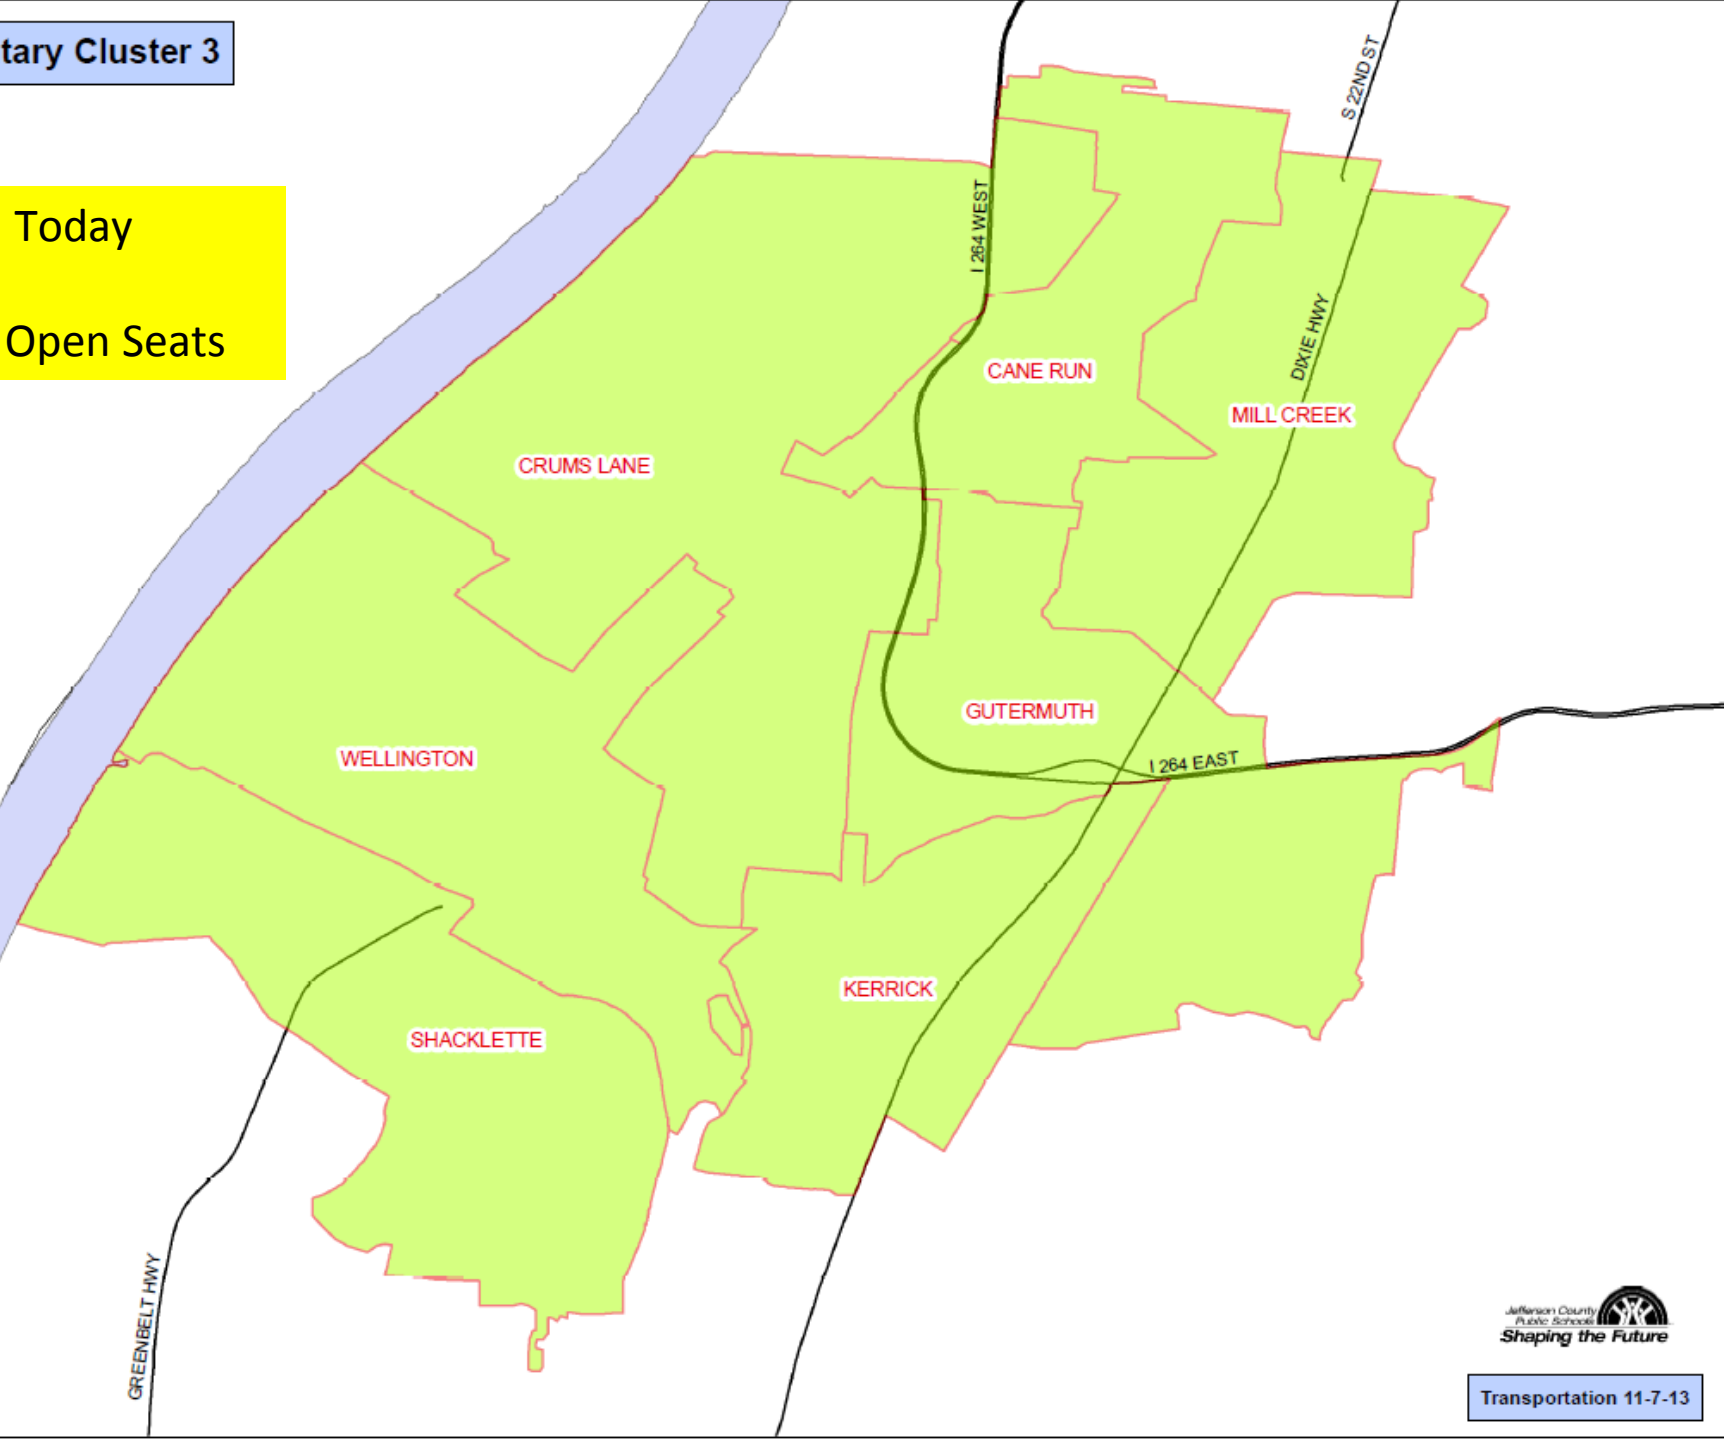 tary Cluster 3
Today
Open Seats
S 22ND ST
I 264 WEST
DIXIE HWY
CANE RUN
MILL CREEK
CRUMS LANE
GUTERMUTH
WELLINGTON
I 264 EAST
KERRICK
SHACKLETTE
GREENBELT HWY
Jefferson County
Public Schools
Shaping the Future
Transportation 11-7-13